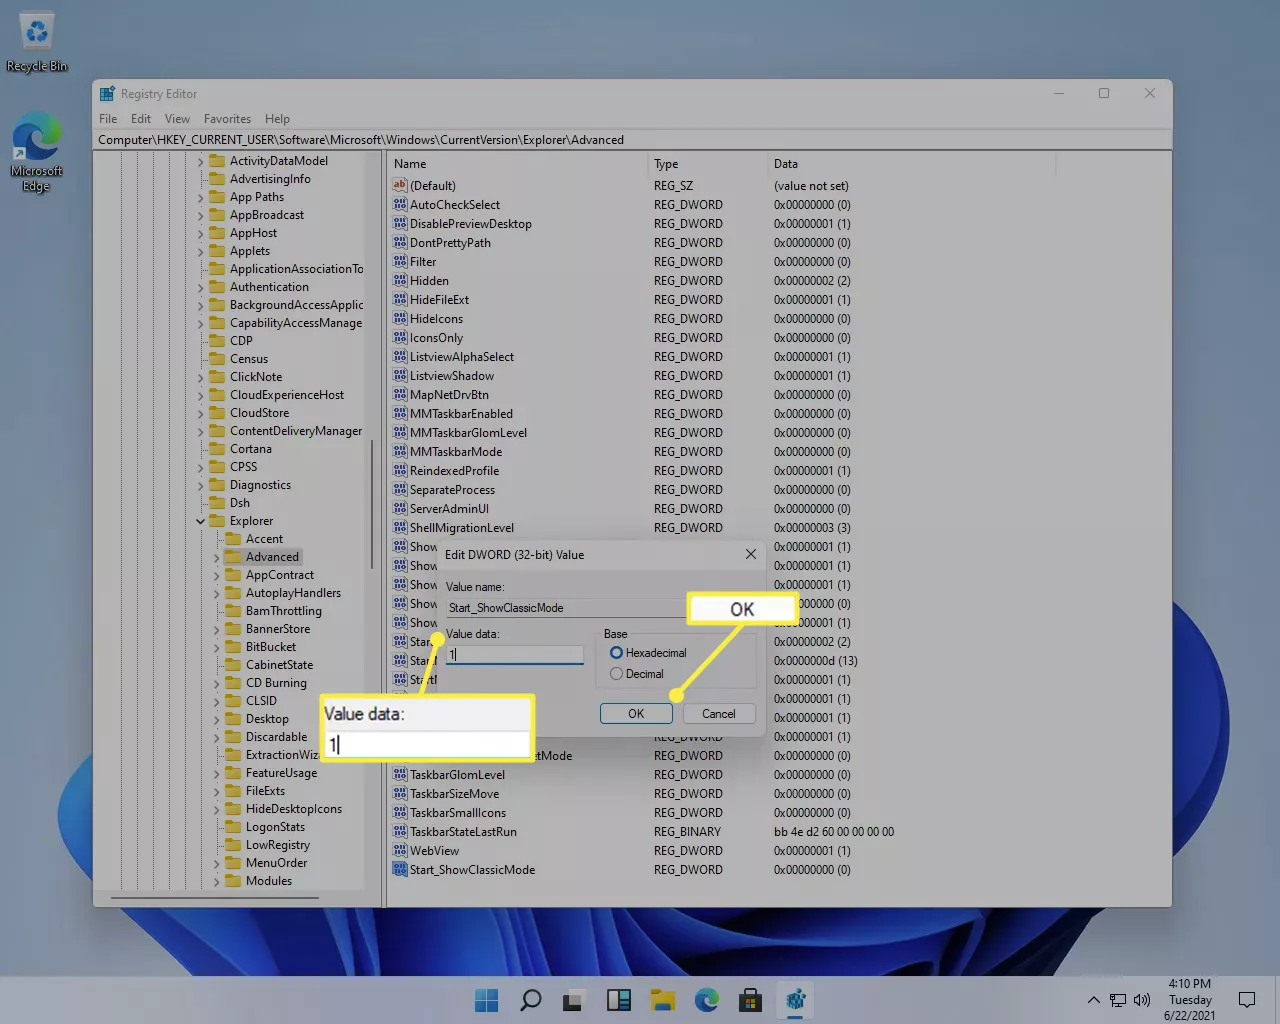 Recycle Bin
Microsoft
Edge
Registry Editor
File Edit View Favorites Help
Computer\HKEY_CURRENT_USER\Software\Microsoft\Windows\CurrentVersion\Explorer\Advanced
ActivityDataModel
AdvertisingInfo
App Paths
AppBroadcast
AppHost
Applets
ApplicationAssociationTo
Authentication
BackgroundAccessApplic
CapabilityAccessManage
CDP
Census
ClickNote
CloudExperienceHost
CloudStore
ContentDeliveryManager
Cortana
CPSS
Diagnostics
Dsh
Explorer
Accent
Advanced
AppContract
AutoplayHandlers
BamThrottling
BannerStore
BitBucket
CabinetState
CD Burning
CLSID
Desktop
Discardable
ExtractionWiz
FeatureUsage
FileExts
HideDesktopIcons
LogonStats
LowRegistry
MenuOrder
Modules
Name Type Data
(Default) REG_SZ (value not set)
AutoCheckSelect REG_DWORD 0x00000000 (0)
DisablePreviewDesktop REG_DWORD 0x00000001 (1)
DontPrettyPath REG_DWORD 0x00000000 (0)
Filter REG_DWORD 0x00000000 (0)
Hidden REG_DWORD 0x00000002 (2)
HideFileExt REG_DWORD 0x00000001 (1)
HideIcons REG_DWORD 0x00000000 (0)
IconsOnly REG_DWORD 0x00000000 (0)
ListviewAlphaSelect REG_DWORD 0x00000001 (1)
ListviewShadow REG_DWORD 0x00000001 (1)
MapNetDrvBtn REG_DWORD 0x00000000 (0)
MMTaskbarEnabled REG_DWORD 0x00000000 (0)
MMTaskbarGlomLevel REG_DWORD 0x00000000 (0)
MMTaskbarMode REG_DWORD 0x00000000 (0)
ReindexedProfile REG_DWORD 0x00000001 (1)
SeparateProcess REG_DWORD 0x00000000 (0)
ServerAdminUI REG_DWORD 0x00000000 (0)
ShellMigrationLevel REG_DWORD 0x00000003 (3)
Show 0x00000001 (1)
Show 0x00000001 (1)
Show 0x00000001 (1)
Show 0000000 (0)
Show 0x00000001 (1)
Star 0x00000002 (2)
Star 0x0000000d (13)
Start 0x00000001 (1)
0x00000001 (1)
0x00000001 (1)
REG_DWORD 0x00000001 (1)
etMode REG_DWORD 0x00000000 (0)
TaskbarGlomLevel REG_DWORD 0x00000000 (0)
TaskbarSizeMove REG_DWORD 0x00000000 (0)
TaskbarSmallIcons REG_DWORD 0x00000000 (0)
TaskbarStateLastRun REG_BINARY bb 4e d2 60 00 00 00 00
WebView REG_DWORD 0x00000001 (1)
Start_ShowClassicMode REG_DWORD 0x00000000 (0)
Edit DWORD (32-bit) Value
Value name:
Start_ShowClassicMode
Value data:
1
Base
Hexadecimal
Decimal
OK Cancel
OK
Value data:
1
4:10 PM
Tuesday
6/22/2021